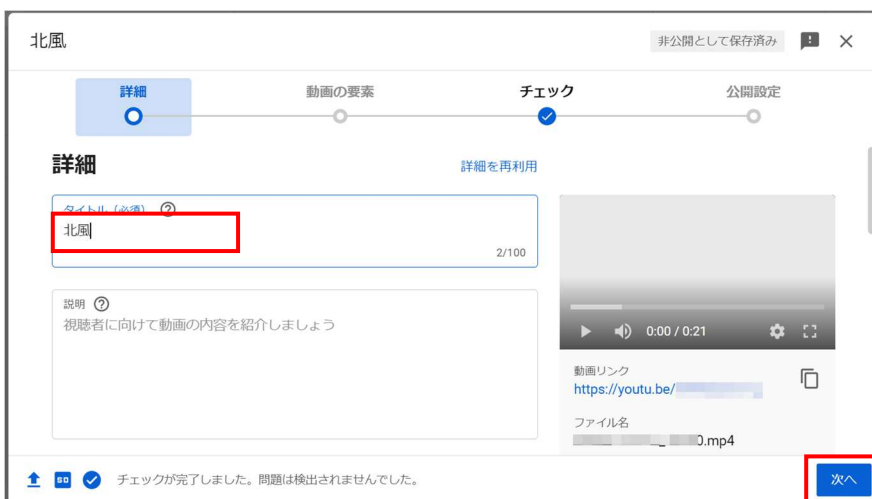 北風
非公開として保存済み
詳細
動画の要素
チェック
公開設定
詳細
詳細を再利用
タイトル（必須）
北風
2/100
説明
視聴者に向けて動画の内容を紹介しましょう
0:00 / 0:21
動画リンク
https://youtu.be/
ファイル名
0.mp4
SD
チェックが完了しました。問題は検出されませんでした。
次へ